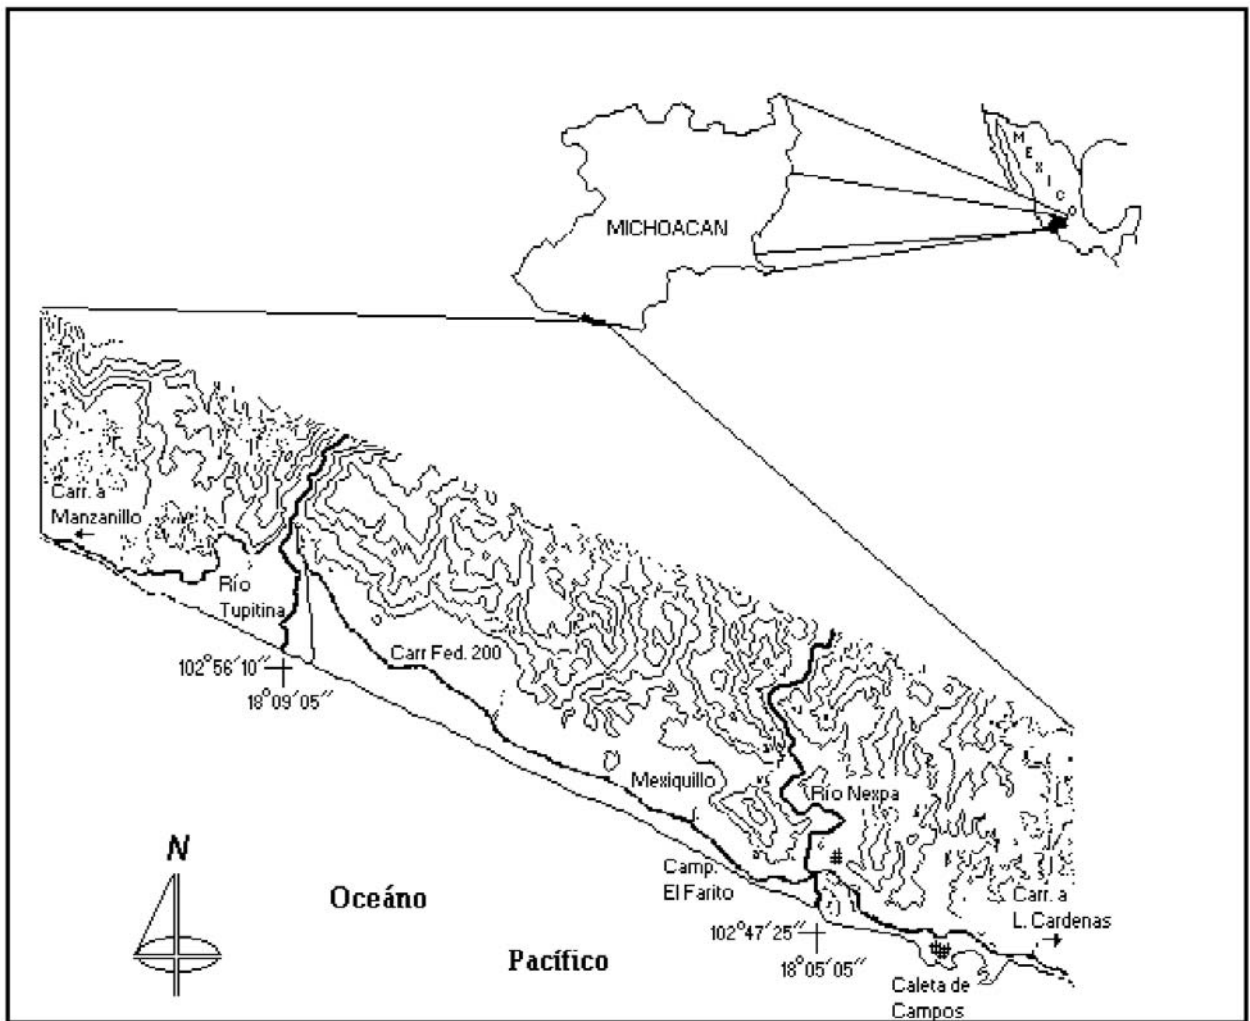 MEXICO
MICHOACAN
Carr. a
Manzanillo
Río
Tupitina
Carr Fed. 200
102°56′10″
18°09′05″
Mexiquillo
Río Nexpa
Camp.
El Farito
N
Oceáno
Pacífico
102°47′25″
18°05′05″
Carr. a
L. Cardenas
Caleta de
Campos